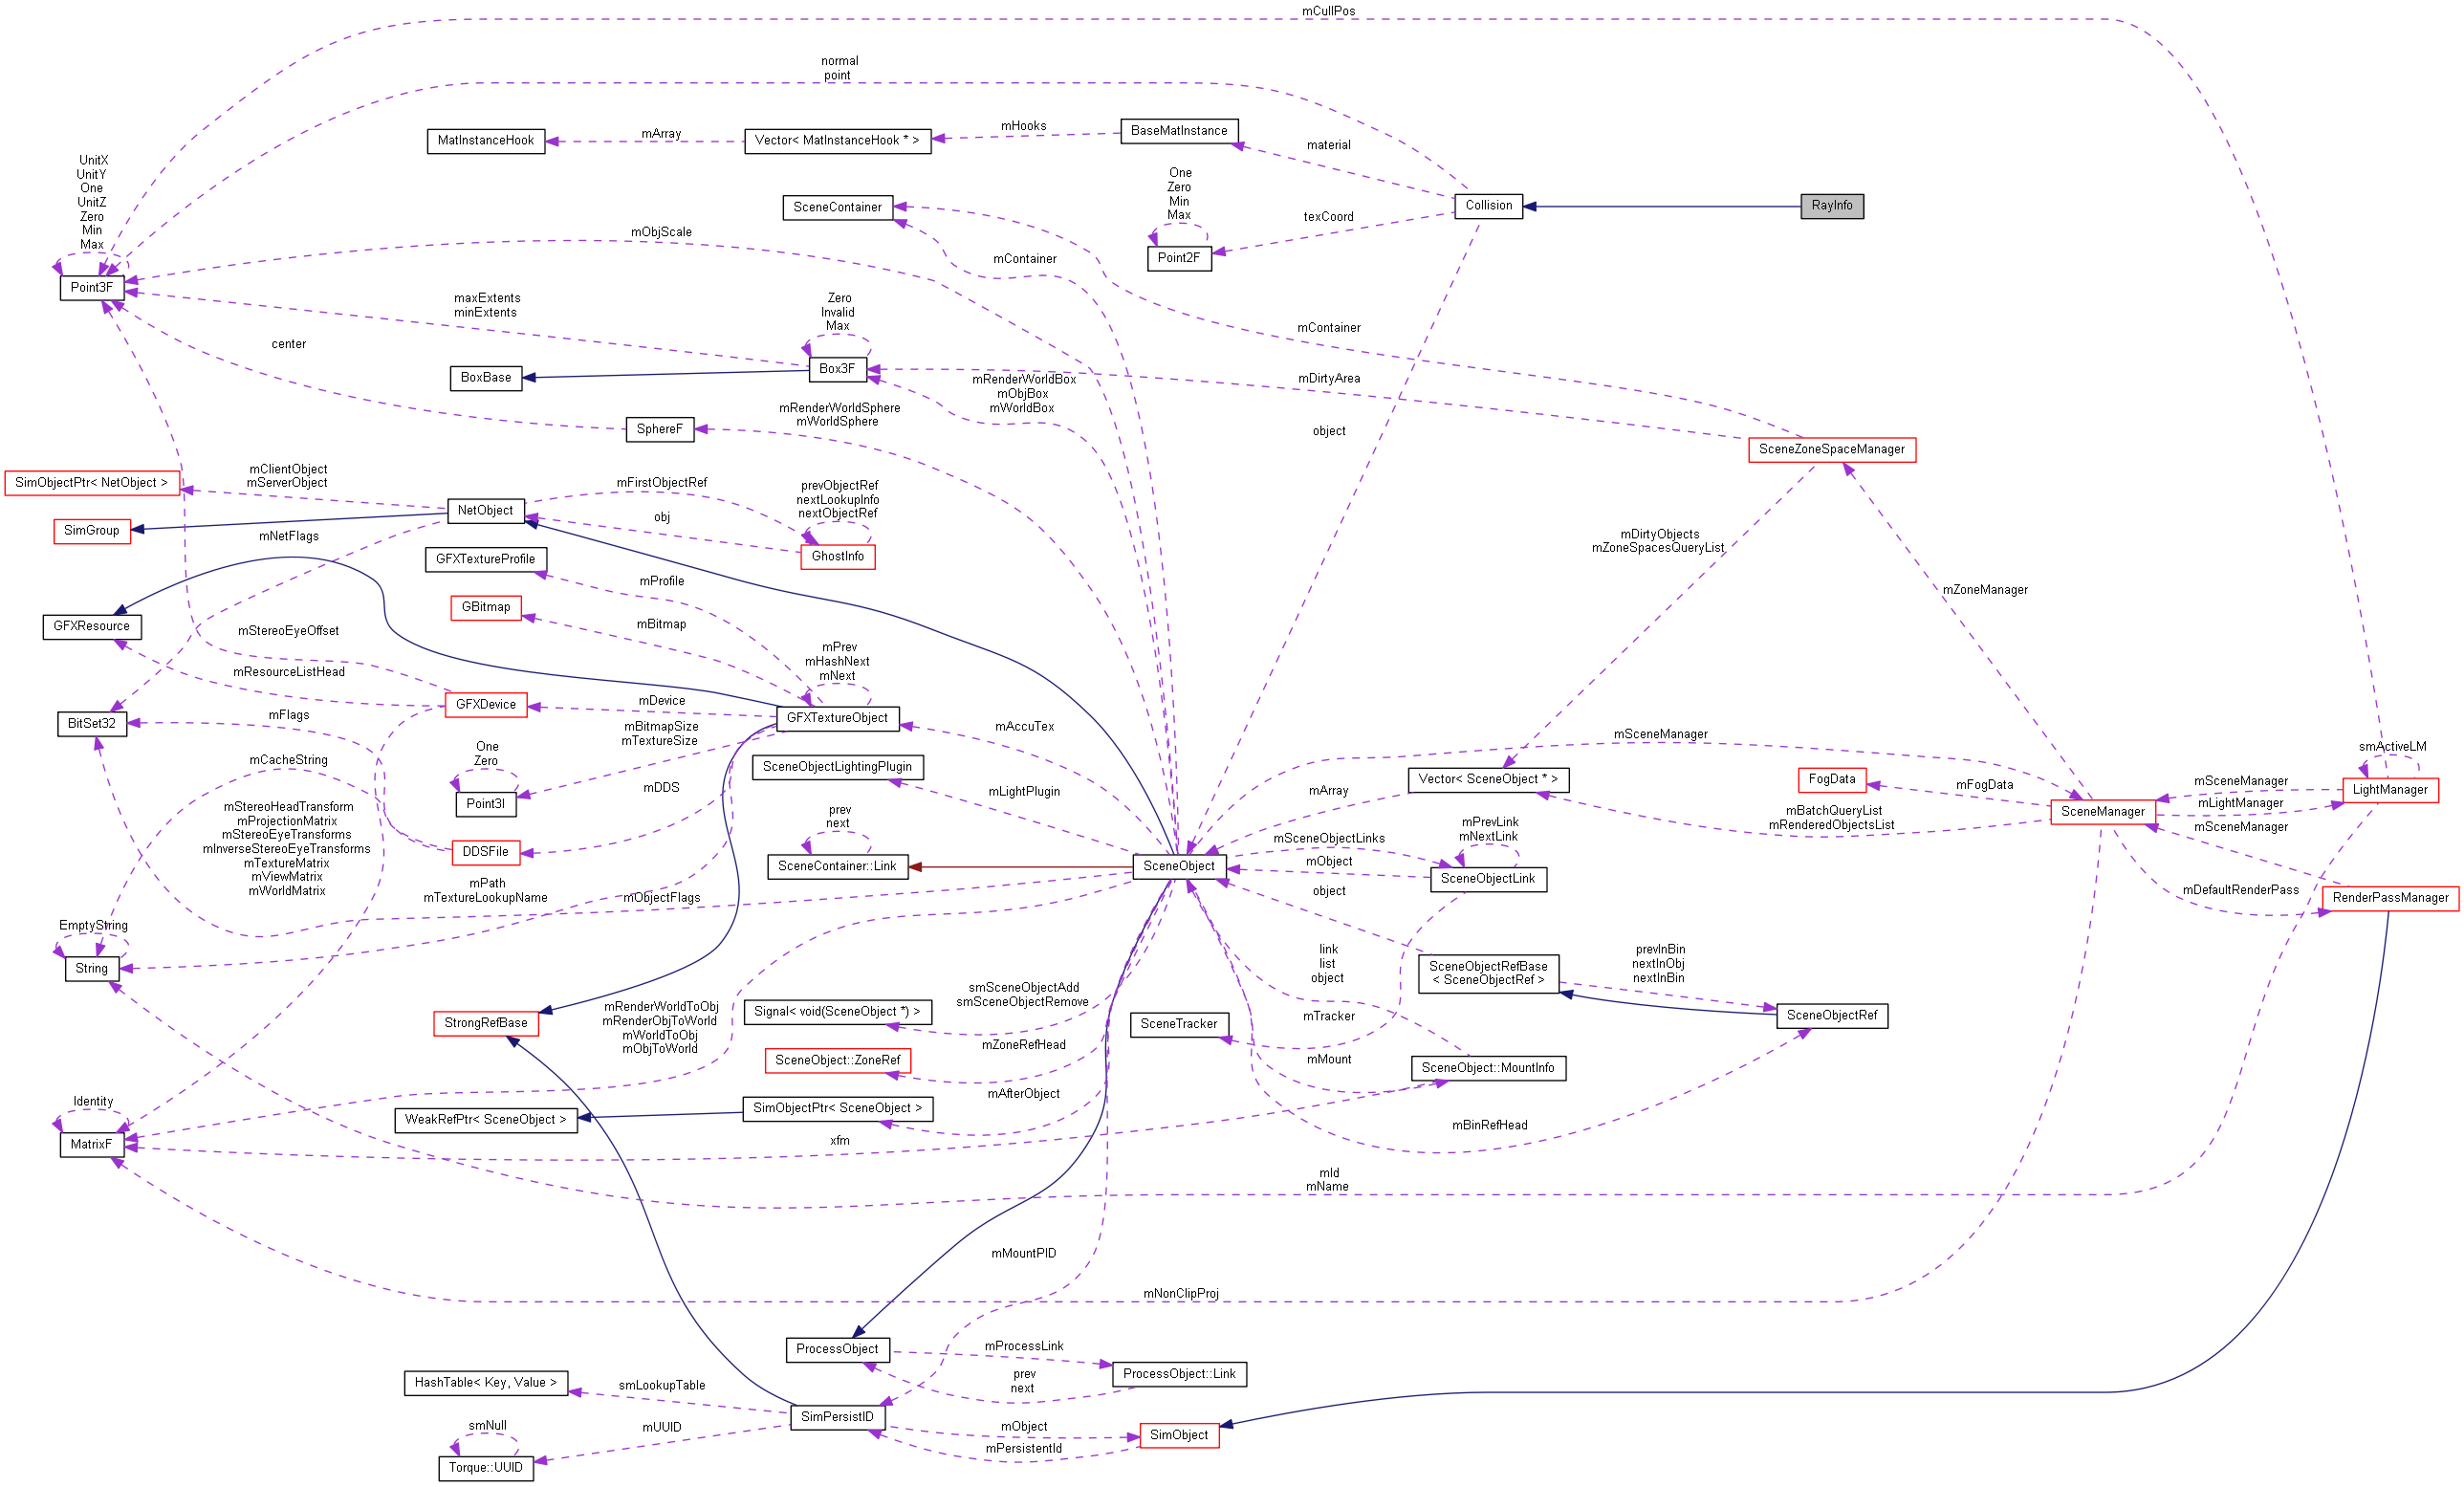 mCullPos
normal
point
MatInstanceHook
mArray
Vector< MatInstanceHook * >
mHooks
BaseMatInstance
material
UnitX
UnitY
One
UnitZ
Zero
Min
Max
Point3F
SceneContainer
One
Zero
Min
Max
Point2F
texCoord
Collision
RayInfo
mObjScale
mContainer
maxExtents
minExtents
Zero
Invalid
Max
Box3F
BoxBase
center
mContainer
mRenderWorldBox
mObjBox
mWorldBox
mDirtyArea
mRenderWorldSphere
mWorldSphere
SphereF
object
SceneZoneSpaceManager
SimObjectPtr< NetObject >
mClientObject
mServerObject
NetObject
mFirstObjectRef
prevObjectRef
nextLookupInfo
nextObjectRef
obj
GhostInfo
SimGroup
mNetFlags
GFXTextureProfile
mProfile
mDirtyObjects
mZoneSpacesQueryList
mZoneManager
GBitmap
mBitmap
GFXResource
mStereoEyeOffset
mResourceListHead
mPrev
mHashNext
mNext
GFXDevice
mDevice
GFXTextureObject
mAccuTex
BitSet32
mFlags
mBitmapSize
mTextureSize
One
Zero
Point3I
mCacheString
mDDS
SceneObjectLightingPlugin
mLightPlugin
mSceneManager
Vector< SceneObject * >
mArray
FogData
mFogData
mBatchQueryList
mRenderedObjectsList
SceneManager
mSceneManager
mLightManager
mSceneManager
smActiveLM
LightManager
mStereoHeadTransform
mProjectionMatrix
mStereoEyeTransforms
mInverseStereoEyeTransforms
mTextureMatrix
mViewMatrix
mWorldMatrix
DDSFile
prev
next
SceneContainer::Link
SceneObject
mSceneObjectLinks
mObject
mPrevLink
mNextLink
SceneObjectLink
object
mDefaultRenderPass
RenderPassManager
mPath
mTextureLookupName
mObjectFlags
EmptyString
String
link
list
object
SceneObjectRefBase
< SceneObjectRef >
prevInBin
nextInObj
nextInBin
SceneObjectRef
smSceneObjectAdd
smSceneObjectRemove
Signal< void(SceneObject *) >
StrongRefBase
mRenderWorldToObj
mRenderObjToWorld
mWorldToObj
mObjToWorld
SceneTracker
mTracker
mZoneRefHead
SceneObject::ZoneRef
mMount
SceneObject::MountInfo
mAfterObject
SimObjectPtr< SceneObject >
WeakRefPtr< SceneObject >
Identity
MatrixF
xfm
mBinRefHead
mId
mName
mMountPID
mNonClipProj
ProcessObject
mProcessLink
ProcessObject::Link
prev
next
HashTable< Key, Value >
smLookupTable
SimPersistID
smNull
Torque::UUID
mUUID
mObject
mPersistentId
SimObject